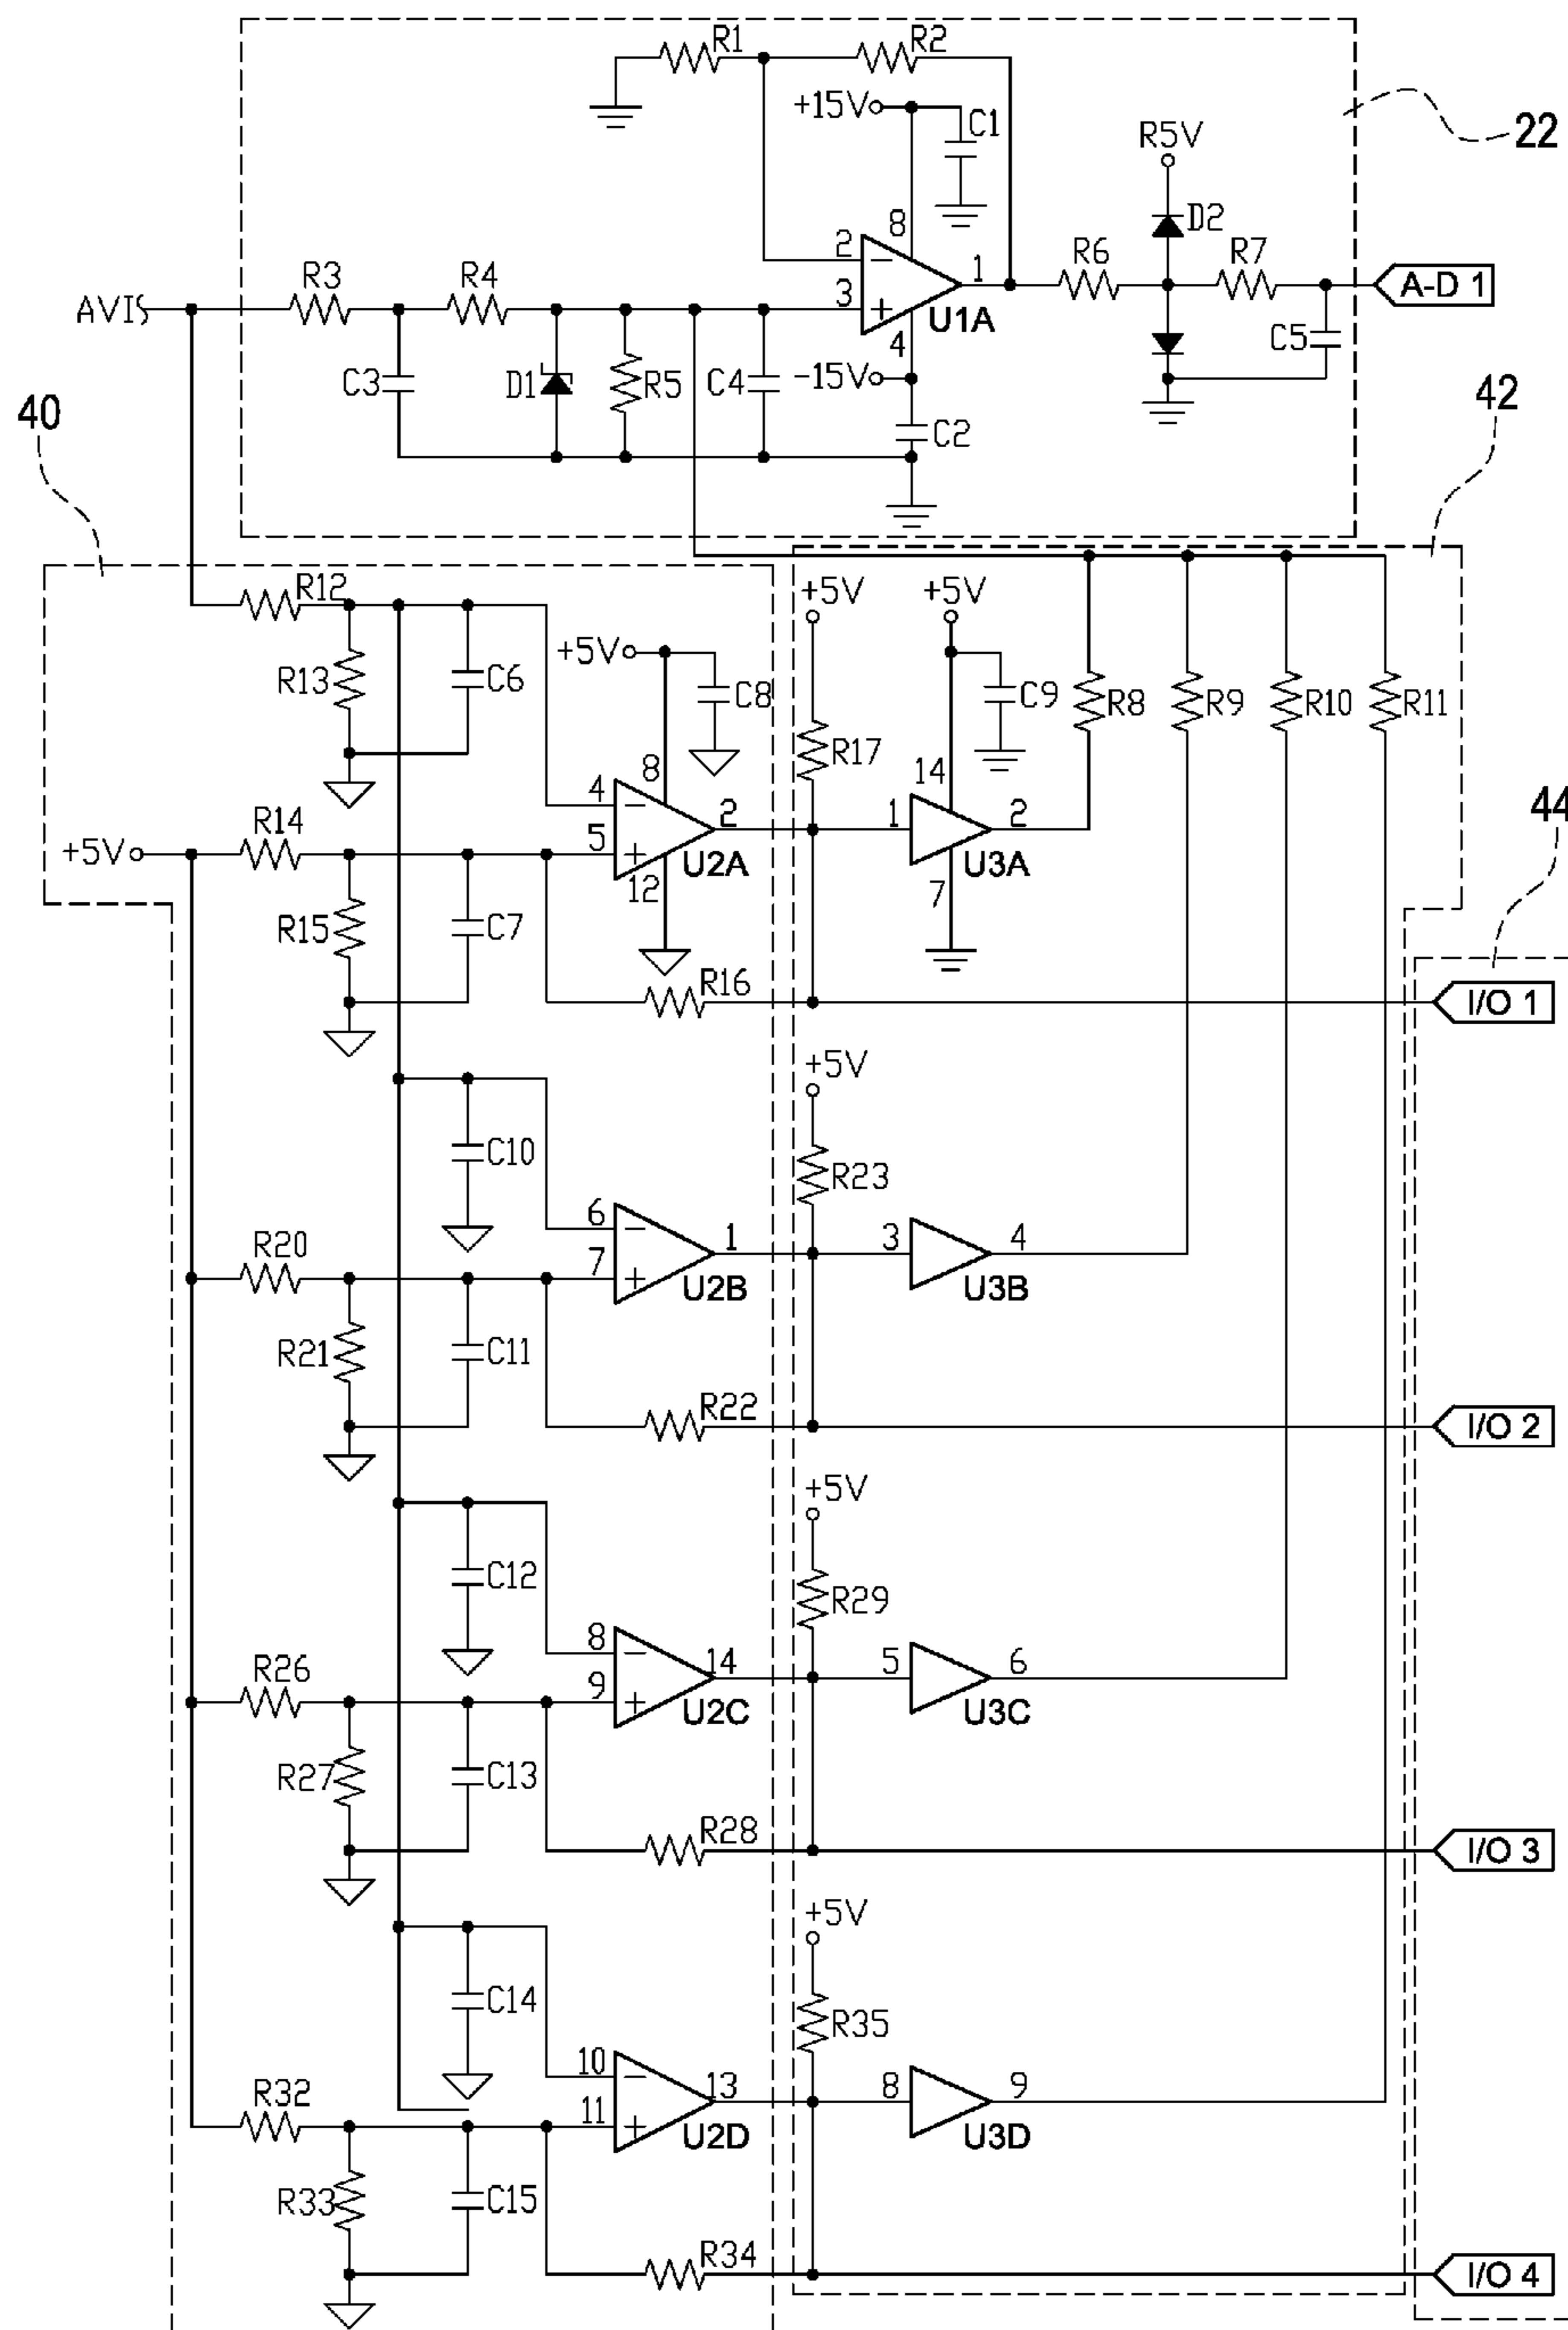 R1 R2
+15V C1
22
R5V
8 D2
2 R6 R7
R3 R4 1 A-D 1
AVI 3
U1A
4 C5
C3 D1 R5 C4 -15V
42
40 C2
R12 +5V +5V
+5V
R13 C6 C8 C9 R8 R9 R10 R11
R17
8 14
4
R14 2 1 2 44
+5V 5
U2A U3A
12 7
R15 C7
R16
I/O 1
+5V
C10
R23
6
R20 1 3 4
7
U2B U3B
R21 C11
R22
I/O 2
+5V
C12
R29
8
R26 14 5 6
9
U2C U3C
R27 C13
R28
I/O 3
+5V
C14
R35
10
R32 13 8 9
11
U2D U3D
R33 C15
R34
I/O 4